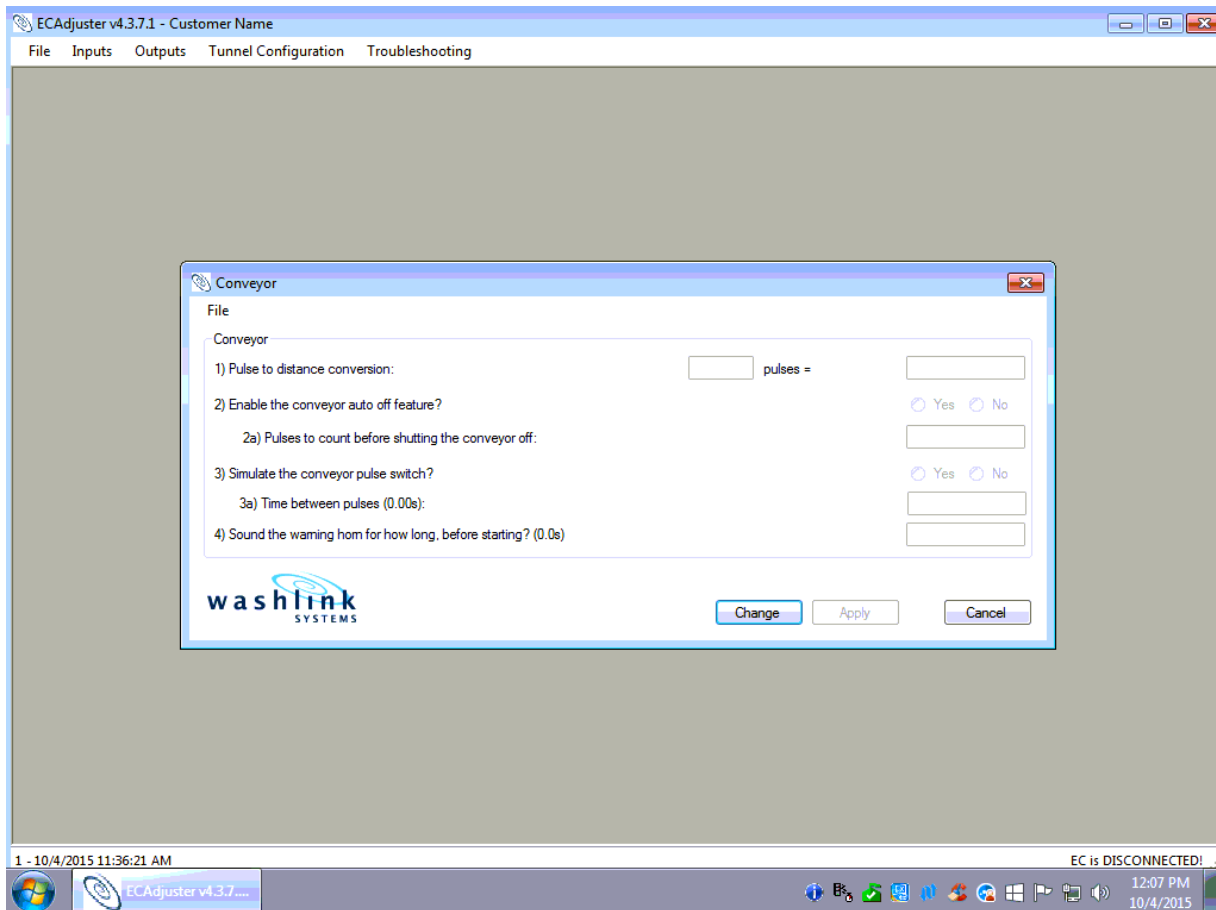 ECAdjuster v4.3.7.1 - Customer Name
File Inputs Outputs Tunnel Configuration Troubleshooting
Conveyor
File
Conveyor
1) Pulse to distance conversion: pulses =
2) Enable the conveyor auto off feature? Yes No
2a) Pulses to count before shutting the conveyor off:
3) Simulate the conveyor pulse switch? Yes No
3a) Time between pulses (0.00s):
4) Sound the warning horn for how long, before starting? (0.0s)
washlink
SYSTEMS
Change Apply Cancel
1 - 10/4/2015 11:36:21 AM EC is DISCONNECTED!
ECAdjuster v4.3.7.... 12:07 PM
10/4/2015